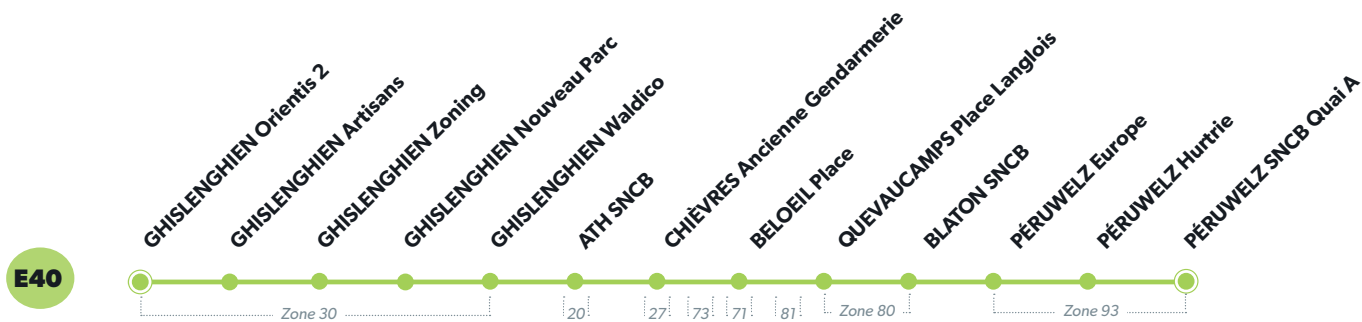 GHISLENGHIEN Orientis 2
GHISLENGHIEN Artisans
GHISLENGHIEN Zoning
GHISLENGHIEN Nouveau Parc
GHISLENGHIEN Waldico
ATH SNCB
CHIÈVRES Ancienne Gendarmerie
BELOEIL Place
QUEVAUCAMPS Place Langlois
BLATON SNCB
PÉRUWELZ Europe
PÉRUWELZ Hurtrie
PÉRUWELZ SNCB Quai A
E40
Zone 30
20
27
73
71
81
Zone 80
Zone 93